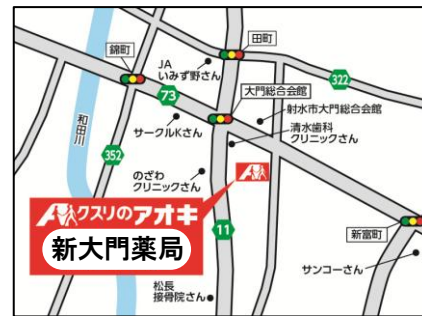 田町
錦町
JA
いみず野さん
322
73
大門総合会館
射水市大門総合会館
和田川
サークルKさん
清水歯科
クリニックさん
352
のざわ
クリニックさん
クスリのアオキ
新大門薬局
11
新富町
サンコーさん
松長
接骨院さん